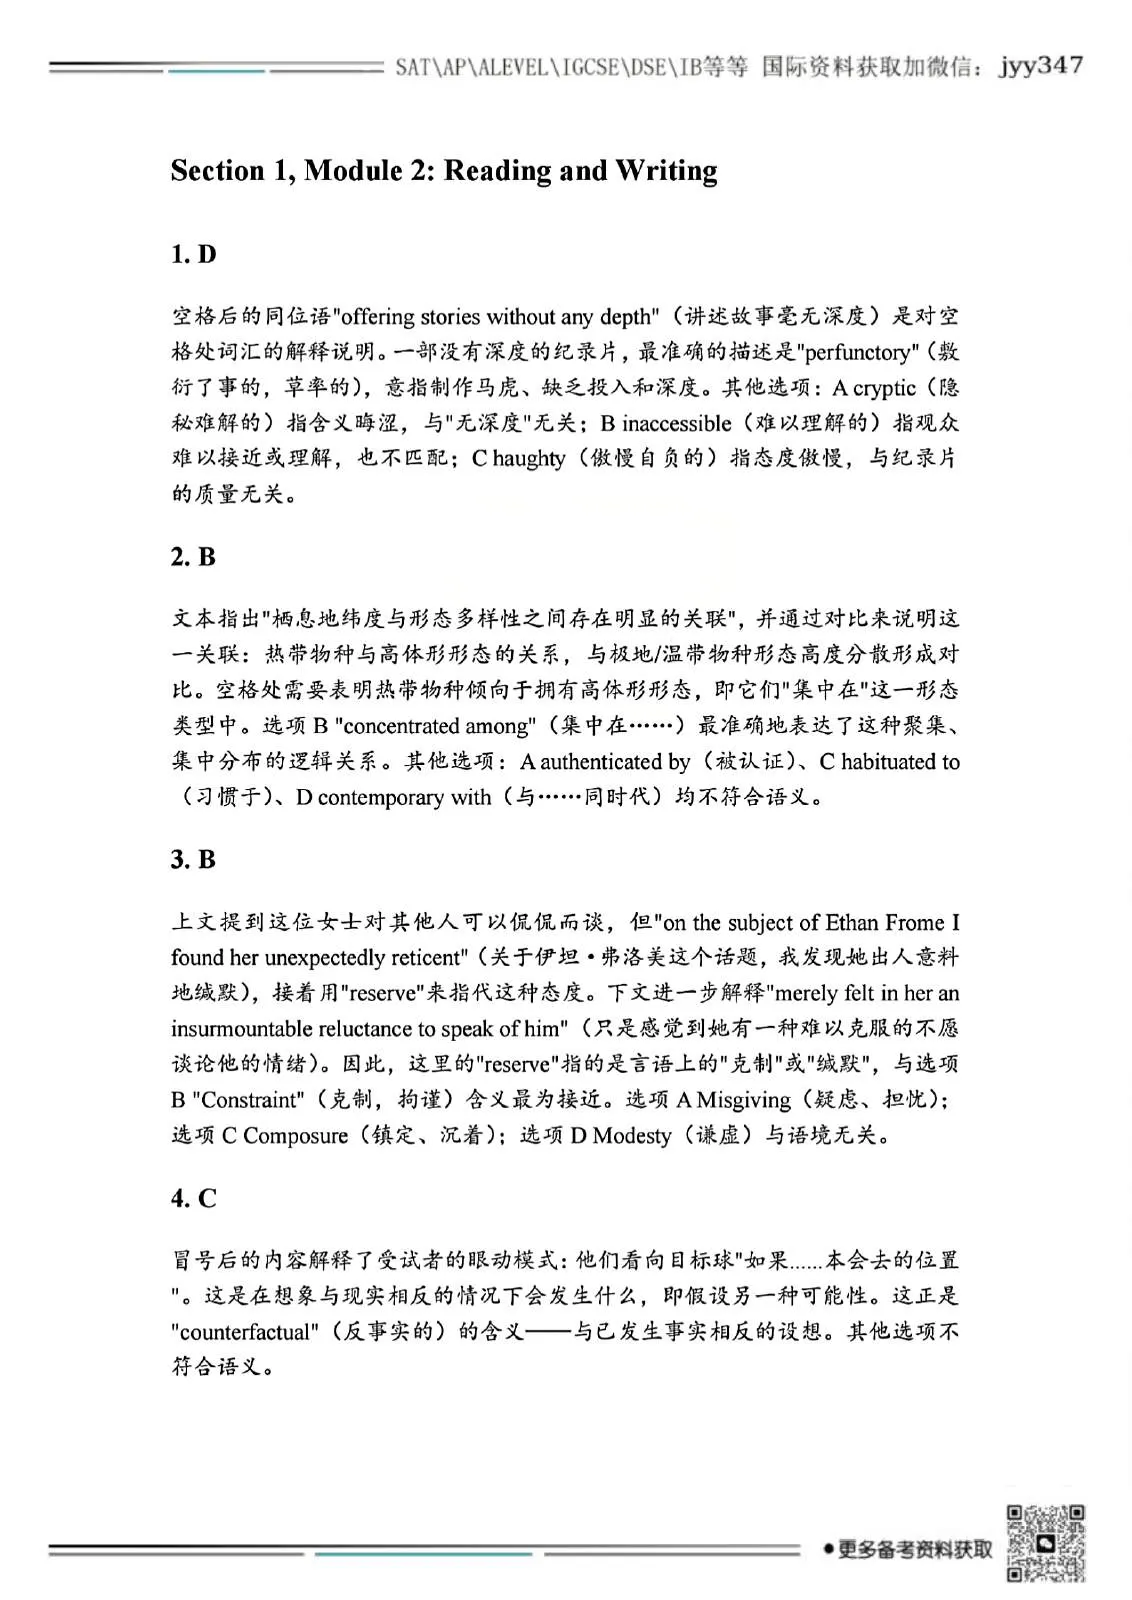 SAT\AP\ALEVEL\IGCSE\DSE\IB等等 国际资料获取加微信：jyy347
Section 1, Module 2: Reading and Writing
1. D
空格后的同位语"offering stories without any depth"（讲述故事毫无深度）是对空
格处词汇的解释说明。一部没有深度的纪录片，最准确的描述是"perfunctory"（敷
衍了事的，草率的），意指制作马虎、缺乏投入和深度。其他选项：A cryptic（隐
秘难解的）指含义晦涩，与"无深度"无关；B inaccessible（难以理解的）指观众
难以接近或理解，也不匹配；C haughty（傲慢自负的）指态度傲慢，与纪录片
的质量无关。
2. B
文本指出"栖息地纬度与形态多样性之间存在明显的关联"，并通过对比来说明这
一关联：热带物种与高体形形态的关系，与极地/温带物种形态高度分散形成对
比。空格处需要表明热带物种倾向于拥有高体形形态，即它们"集中在"这一形态
类型中。选项 B "concentrated among"（集中在……）最准确地表达了这种聚集、
集中分布的逻辑关系。其他选项：A authenticated by（被认证）、C habituated to
（习惯于）、D contemporary with（与……同时代）均不符合语义。
3. B
上文提到这位女士对其他人可以侃侃而谈，但"on the subject of Ethan Frome I
found her unexpectedly reticent"（关于伊坦·弗洛美这个话题，我发现她出人意料
地缄默），接着用"reserve"来指代这种态度。下文进一步解释"merely felt in her an
insurmountable reluctance to speak of him"（只是感觉到她有一种难以克服的不愿
谈论他的情绪）。因此，这里的"reserve"指的是言语上的"克制"或"缄默"，与选项
B "Constraint"（克制，拘谨）含义最为接近。选项 A Misgiving（疑虑、担忧）；
选项 C Composure（镇定、沉着）；选项 D Modesty（谦虚）与语境无关。
4. C
冒号后的内容解释了受试者的眼动模式：他们看向目标球"如果......本会去的位置
"。这是在想象与现实相反的情况下会发生什么，即假设另一种可能性。这正是
"counterfactual"（反事实的）的含义——与已发生事实相反的设想。其他选项不
符合语义。
●更多备考资料获取